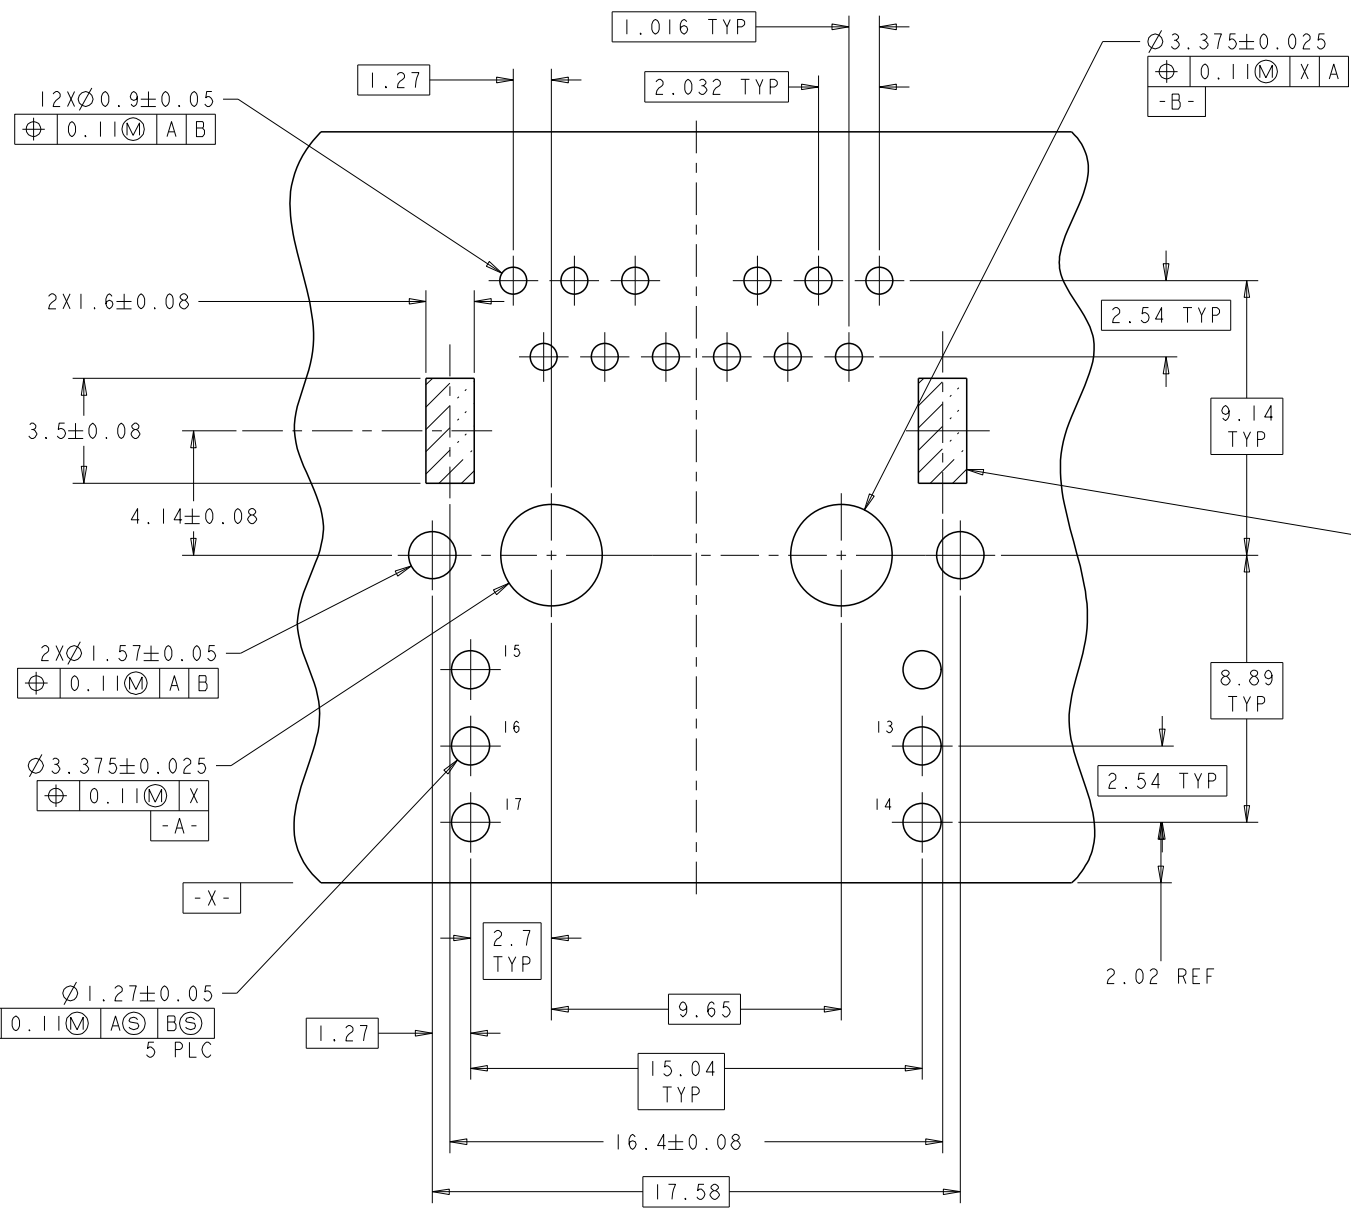 1.016 TYP
Ø3.375±0.025
⌖ 0.11Ⓜ X A
-B-
1.27
2.032 TYP
12XØ0.9±0.05
⌖ 0.11Ⓜ A B
2X1.6±0.08
2.54 TYP
3.5±0.08
9.14
TYP
4.14±0.08
2XØ1.57±0.05
⌖ 0.11Ⓜ A B
15
8.89
TYP
16
13
Ø3.375±0.025
⌖ 0.11Ⓜ X
-A-
2.54 TYP
17
14
-X-
2.7
TYP
2.02 REF
Ø1.27±0.05
0.11Ⓜ AⓈ BⓈ
5 PLC
9.65
1.27
15.04
TYP
16.4±0.08
17.58